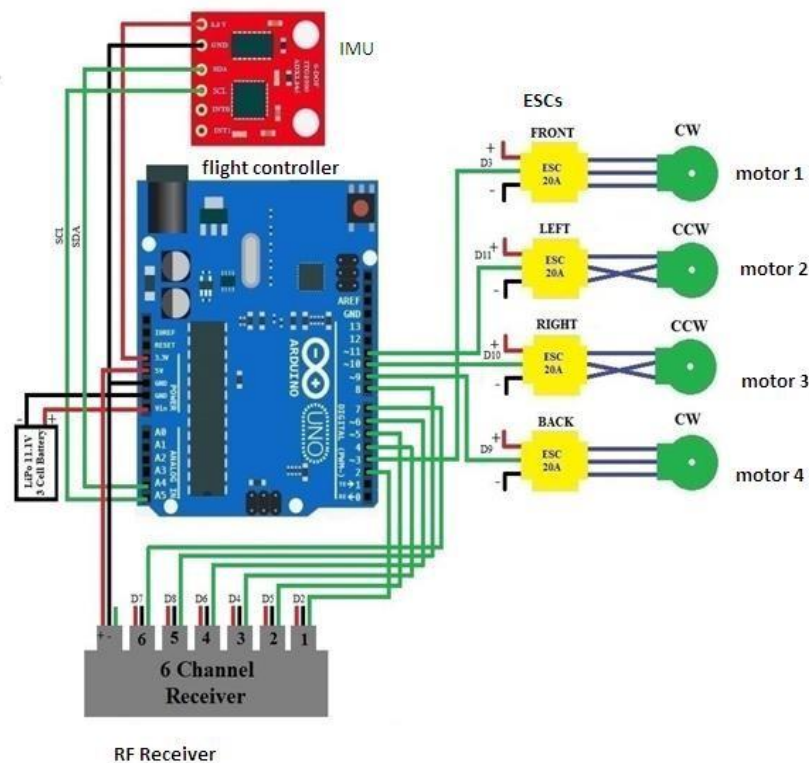 3.3 V
GND
SDA
SCL
INT0
INT1
6-DOF
IMU
ESCs
flight controller
FRONT
CW
+
D3
ESC
20A
-
motor 1
LEFT
CCW
+
D11
ESC
20A
-
motor 2
RIGHT
CCW
+
D10
ESC
20A
-
motor 3
BACK
CW
+
D9
ESC
20A
-
motor 4
SCL
SDA
AREF
GND
13
12
~11
~10
~9
8
7
~6
~5
4
~3
2
TX→1
RX←0
DIGITAL (PWM~)
ARDUINO
UNO
IOREF
RESET
3.3V
5V
GND
GND
Vin
POWER
A0
A1
A2
A3
A4
A5
ANALOG IN
- +
LiPo 11.1V
3 Cell Battery
D7 D8 D6 D4 D5 D2
+ - 6 5 4 3 2 1
6 Channel
Receiver
RF Receiver